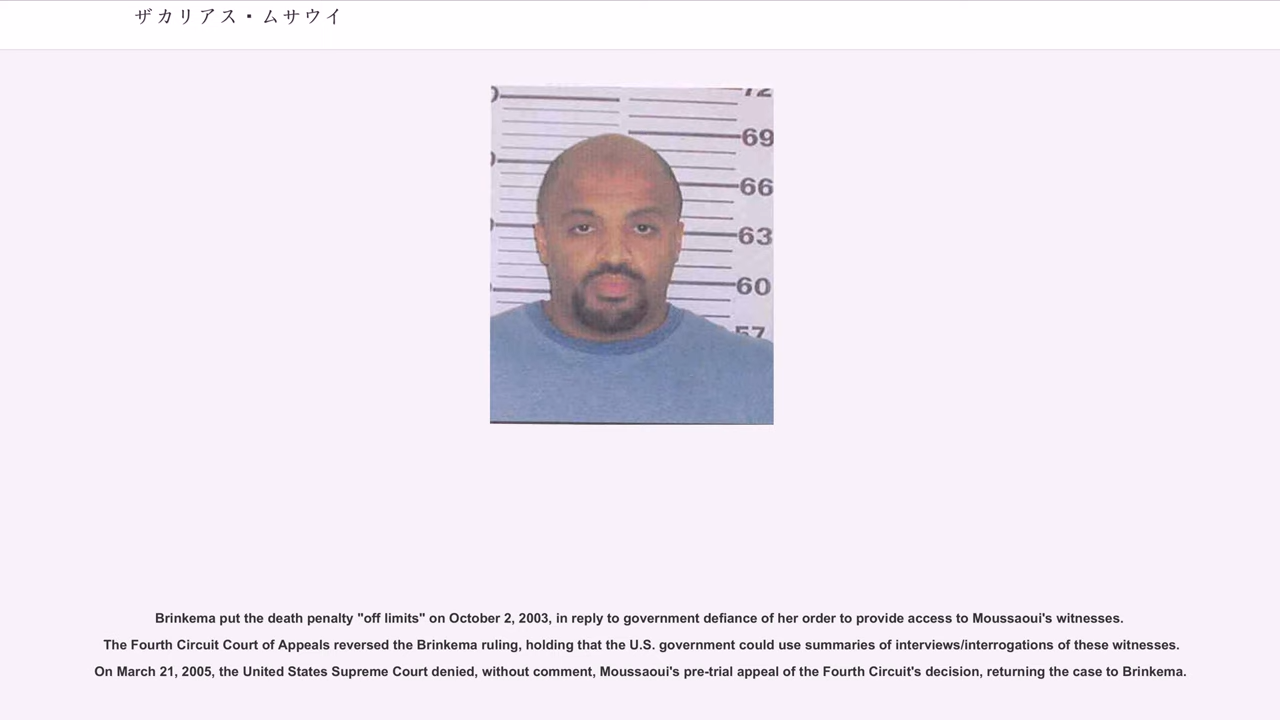 ザカリアス・ムサウイ
72
69
66
63
60
57
Brinkema put the death penalty "off limits" on October 2, 2003, in reply to government defiance of her order to provide access to Moussaoui's witnesses.
The Fourth Circuit Court of Appeals reversed the Brinkema ruling, holding that the U.S. government could use summaries of interviews/interrogations of these witnesses.
On March 21, 2005, the United States Supreme Court denied, without comment, Moussaoui's pre-trial appeal of the Fourth Circuit's decision, returning the case to Brinkema.